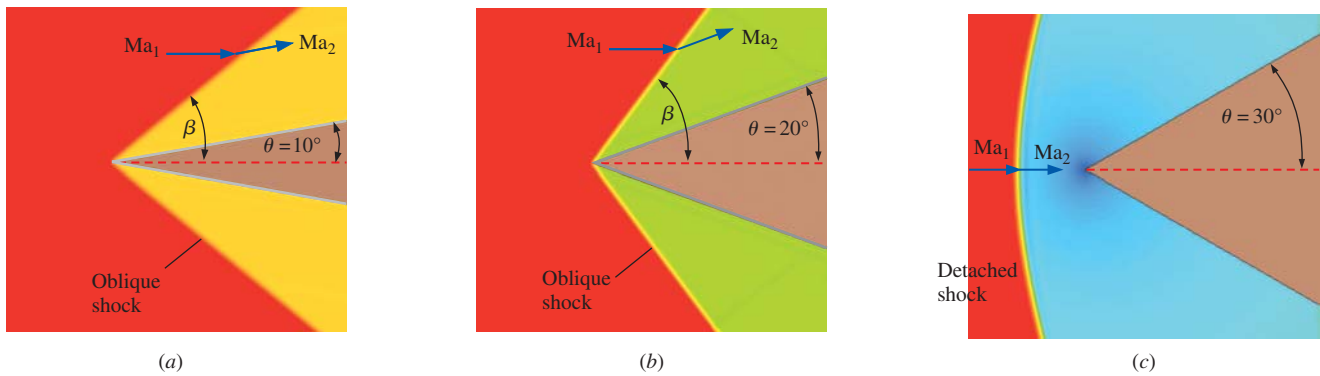 Ma₁
Ma₂
β
θ = 10°
Oblique
shock
(a)
Ma₁
Ma₂
β
θ = 20°
Oblique
shock
(b)
Ma₁
Ma₂
θ = 30°
Detached
shock
(c)